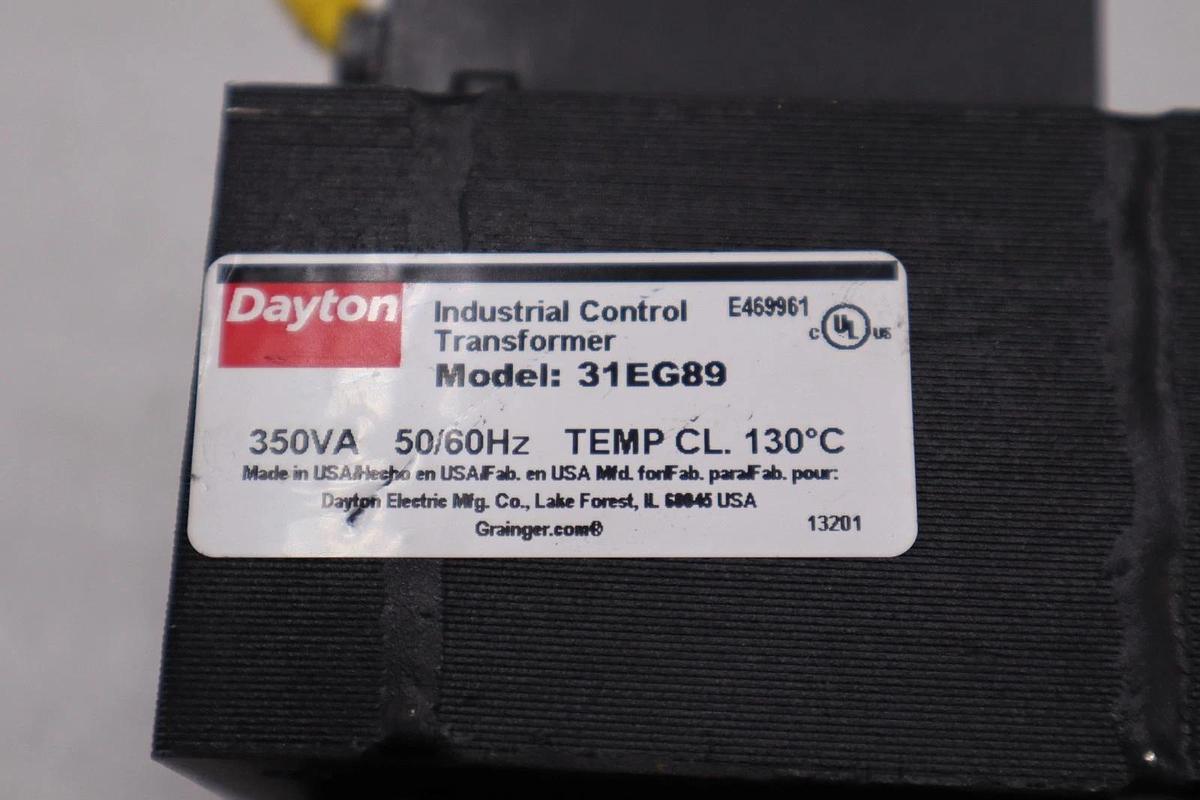 Dayton
Industrial Control
Transformer
Model: 31EG89
E469961
C UL US
350VA 50/60Hz TEMP CL. 130°C
Made in USA/Hecho en USA/Fab. en USA Mfd. for/Fab. para/Fab. pour:
Dayton Electric Mfg. Co., Lake Forest, IL 60045 USA
Grainger.com®
13201